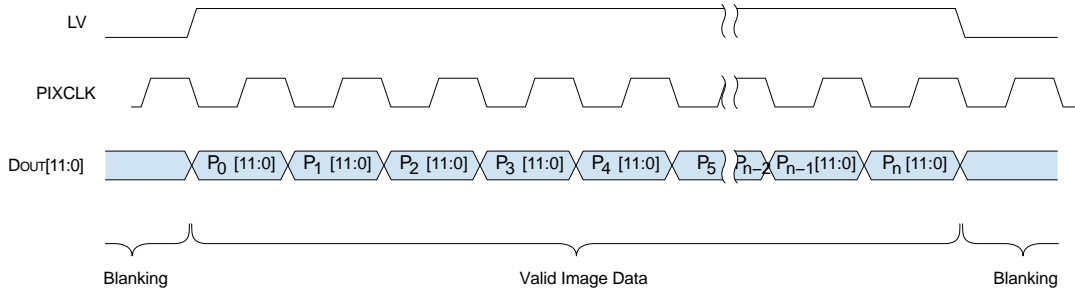 LV
PIXCLK
DOUT[11:0]
P0 [11:0] P1 [11:0] P2 [11:0] P3 [11:0] P4 [11:0] P5 Pn−2 Pn−1[11:0] Pn [11:0]
Blanking Valid Image Data Blanking